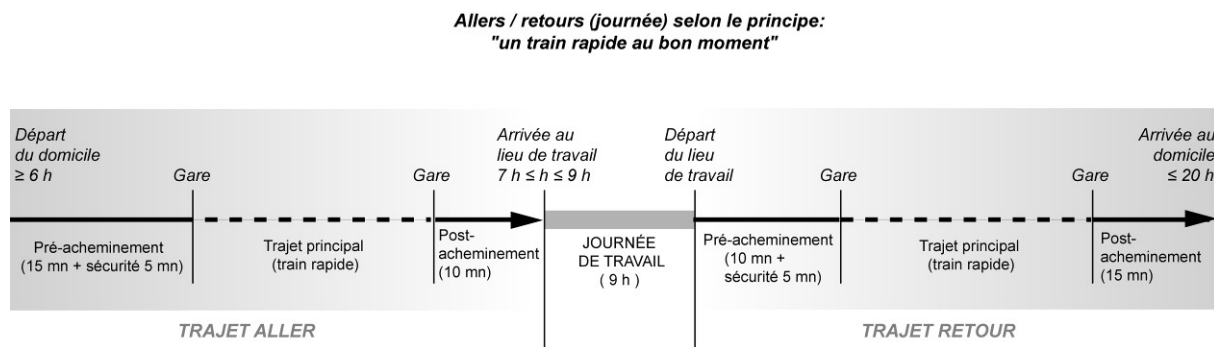 Allers / retours (journée) selon le principe:
"un train rapide au bon moment"
Départ
du domicile
≥ 6 h
Gare
Gare
Arrivée au
lieu de travail
7 h ≤ h ≤ 9 h
Départ
du lieu
de travail
Gare
Gare
Arrivée au
domicile
≤ 20 h
Pré-acheminement
(15 mn + sécurité 5 mn)
Trajet principal
(train rapide)
Post-
acheminement
(10 mn)
JOURNÉE
DE TRAVAIL
( 9 h )
Pré-acheminement
(10 mn +
sécurité 5 mn)
Trajet principal
(train rapide)
Post-
acheminement
(15 mn)
TRAJET ALLER
TRAJET RETOUR